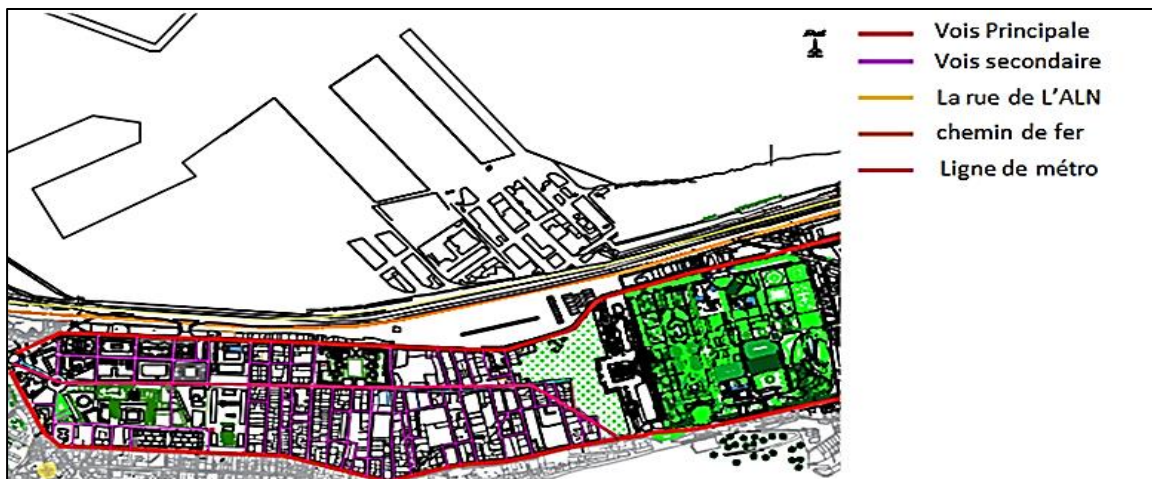 Vois Principale
Vois secondaire
La rue de L’ALN
chemin de fer
Ligne de métro